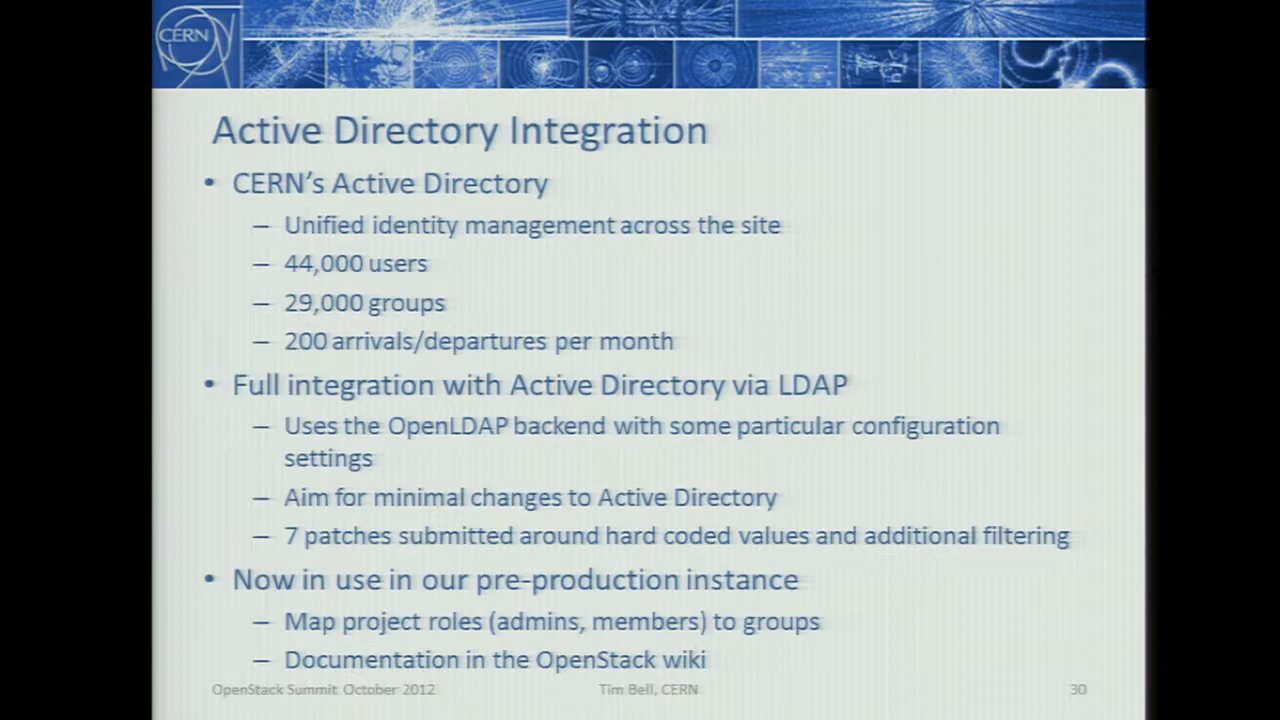 CERN
Active Directory Integration
• CERN's Active Directory
– Unified identity management across the site
– 44,000 users
– 29,000 groups
– 200 arrivals/departures per month
• Full integration with Active Directory via LDAP
– Uses the OpenLDAP backend with some particular configuration
settings
– Aim for minimal changes to Active Directory
– 7 patches submitted around hard coded values and additional filtering
• Now in use in our pre-production instance
– Map project roles (admins, members) to groups
– Documentation in the OpenStack wiki
OpenStack Summit October 2012 Tim Bell, CERN 30